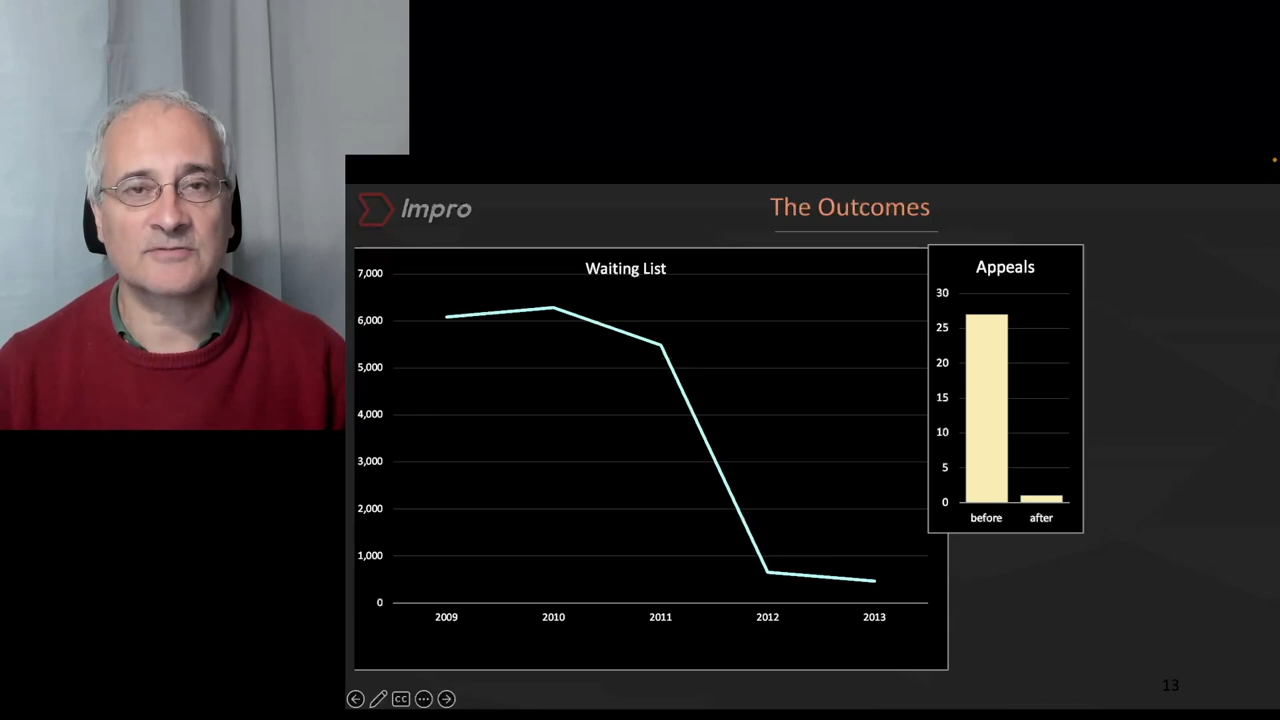 Impro
The Outcomes
Waiting List
7,000
6,000
5,000
4,000
3,000
2,000
1,000
0
2009 2010 2011 2012 2013
Appeals
30
25
20
15
10
5
0
before after
CC
13